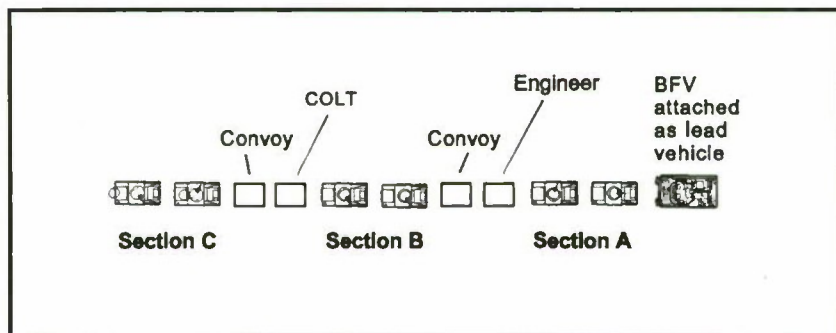 COLT
Convoy
Engineer
Convoy
BFV
attached
as lead
vehicle
Section C
Section B
Section A